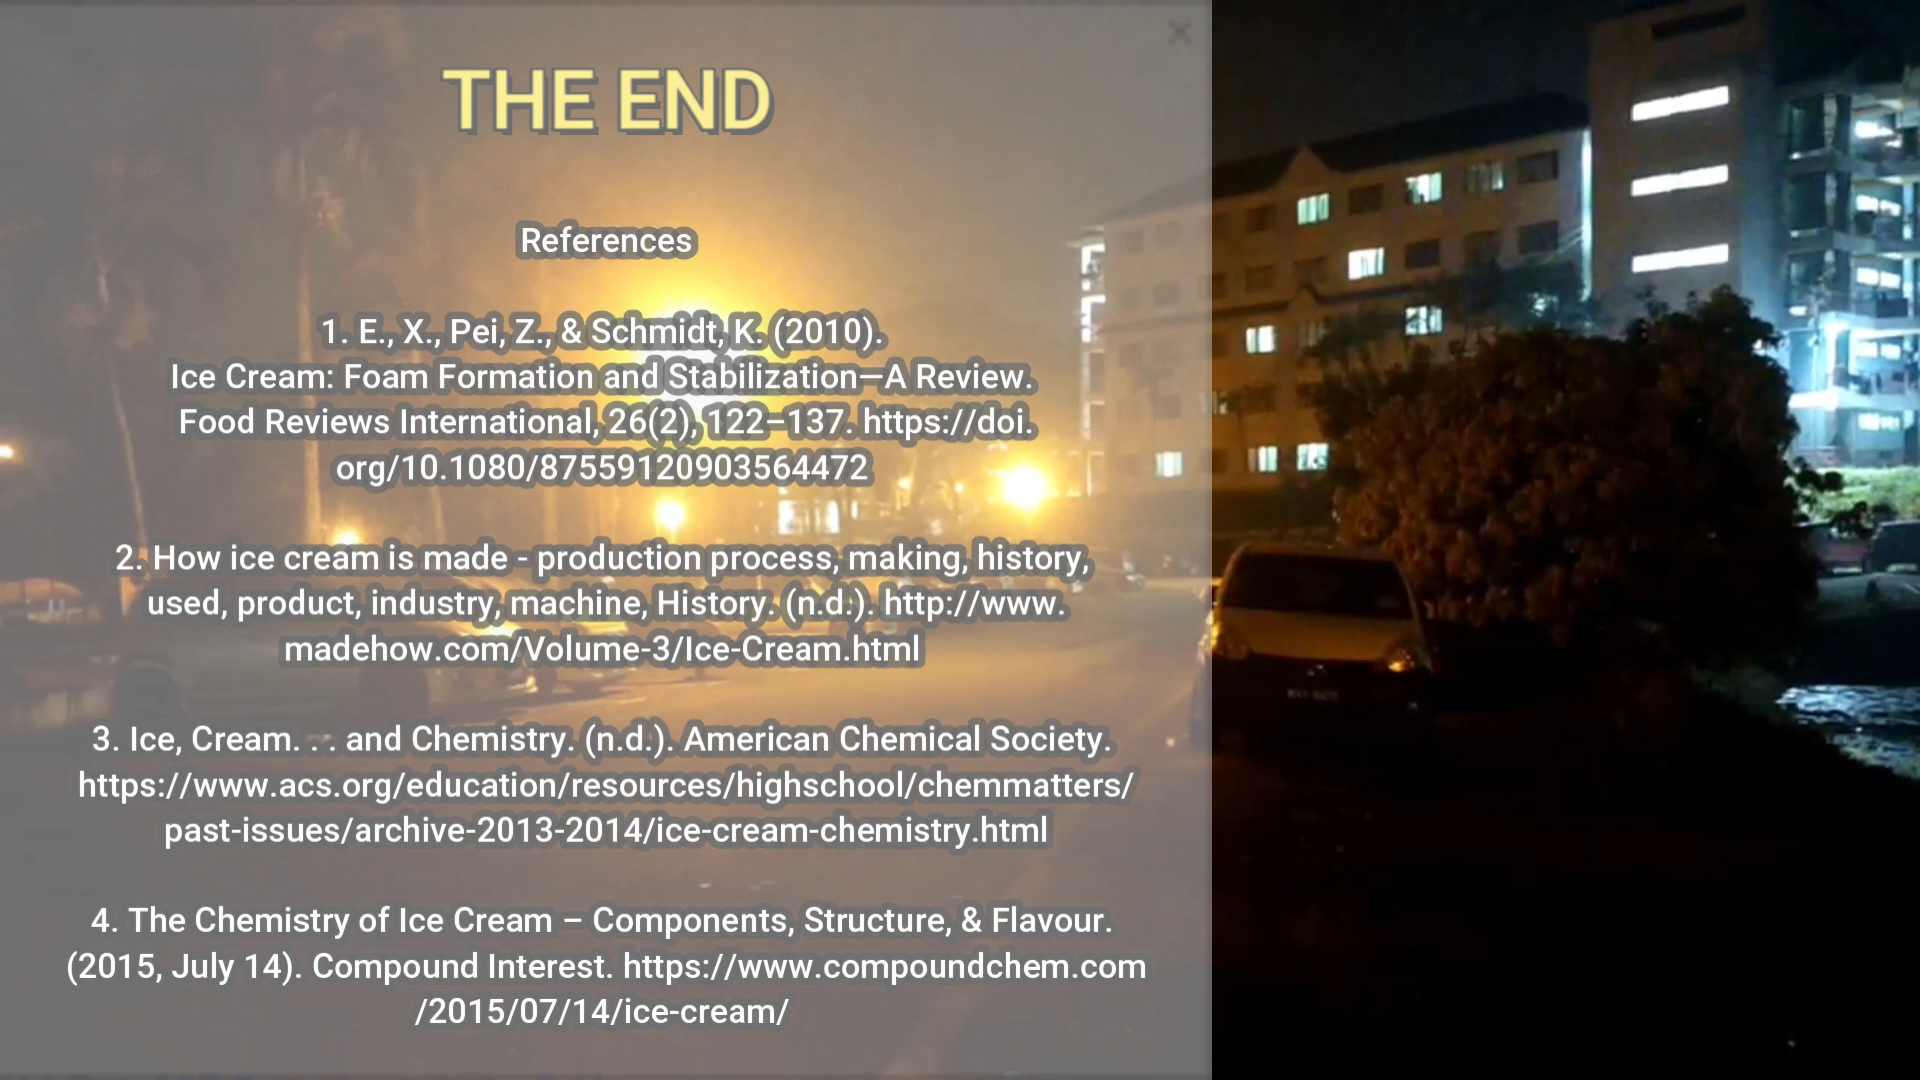 THE END
References
1. E., X., Pei, Z., & Schmidt, K. (2010).
Ice Cream: Foam Formation and Stabilization—A Review.
Food Reviews International, 26(2), 122–137. https://doi.
org/10.1080/87559120903564472
2. How ice cream is made - production process, making, history,
used, product, industry, machine, History. (n.d.). http://www.
madehow.com/Volume-3/Ice-Cream.html
3. Ice, Cream. . . and Chemistry. (n.d.). American Chemical Society.
https://www.acs.org/education/resources/highschool/chemmatters/
past-issues/archive-2013-2014/ice-cream-chemistry.html
4. The Chemistry of Ice Cream – Components, Structure, & Flavour.
(2015, July 14). Compound Interest. https://www.compoundchem.com
/2015/07/14/ice-cream/